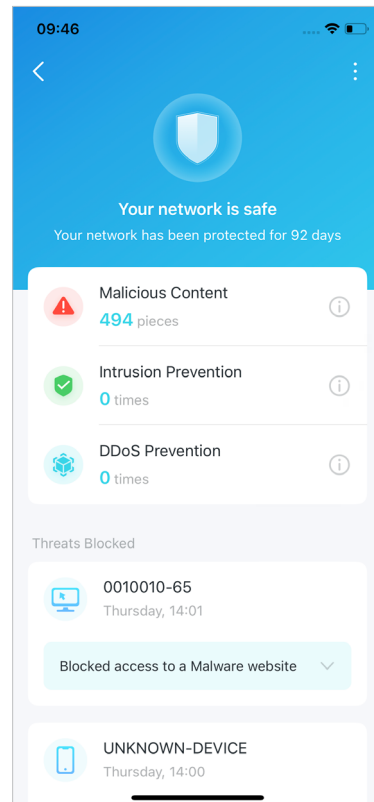 09:46
Your network is safe
Your network has been protected for 92 days
Malicious Content
494 pieces
Intrusion Prevention
0 times
DDoS Prevention
0 times
Threats Blocked
0010010-65
Thursday, 14:01
Blocked access to a Malware website
UNKNOWN-DEVICE
Thursday, 14:00